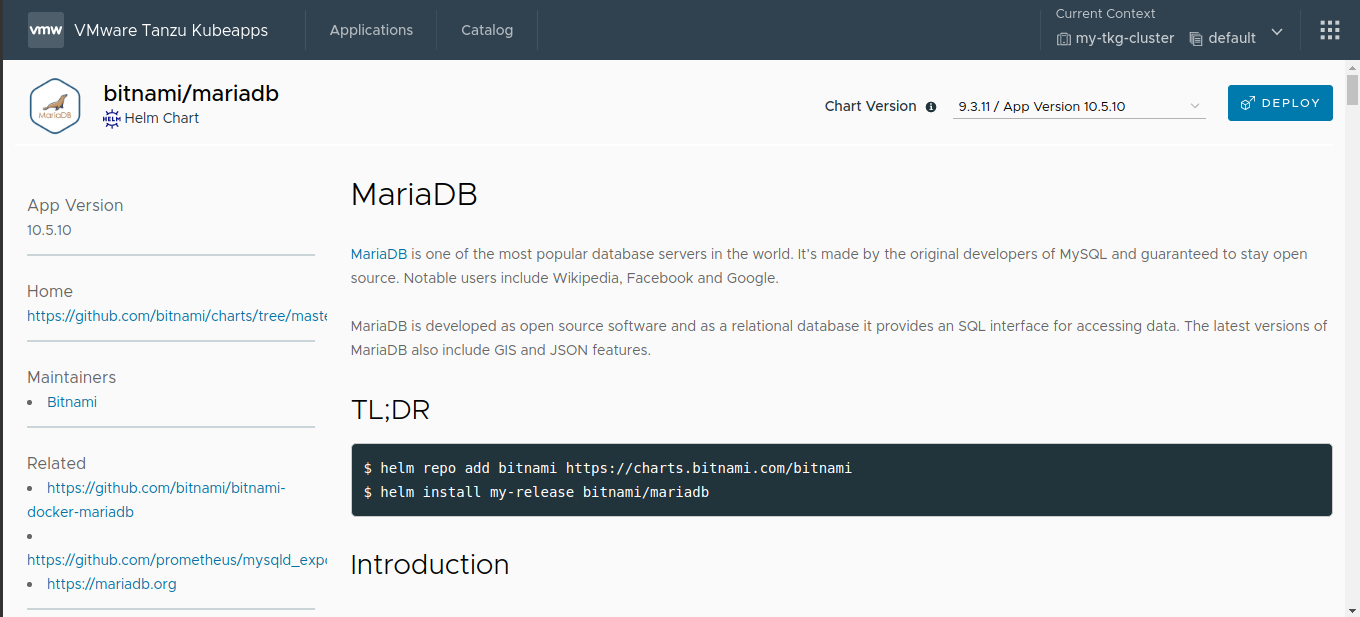 vmw VMware Tanzu Kubeapps
Applications
Catalog
Current Context
my-tkg-cluster default
MariaDB
bitnami/mariadb
HELM Helm Chart
Chart Version
9.3.11 / App Version 10.5.10
DEPLOY
App Version
10.5.10
Home
https://github.com/bitnami/charts/tree/maste
Maintainers
Bitnami
Related
https://github.com/bitnami/bitnami-
docker-mariadb
https://github.com/prometheus/mysqld_expo
https://mariadb.org
MariaDB
MariaDB is one of the most popular database servers in the world. It's made by the original developers of MySQL and guaranteed to stay open
source. Notable users include Wikipedia, Facebook and Google.
MariaDB is developed as open source software and as a relational database it provides an SQL interface for accessing data. The latest versions of
MariaDB also include GIS and JSON features.
TL;DR
$ helm repo add bitnami https://charts.bitnami.com/bitnami
$ helm install my-release bitnami/mariadb
Introduction